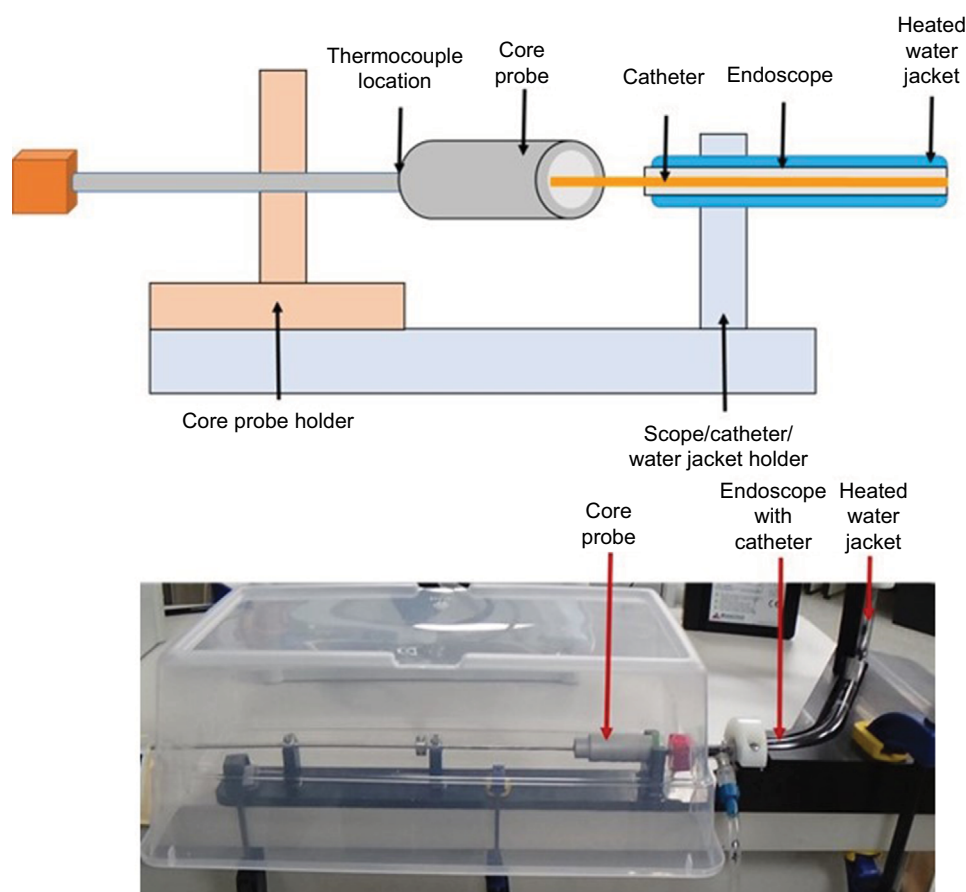 Thermocouple
location
Core
probe
Catheter
Endoscope
Heated
water
jacket
Core probe holder
Scope/catheter/
water jacket holder
Core
probe
Endoscope
with
catheter
Heated
water
jacket